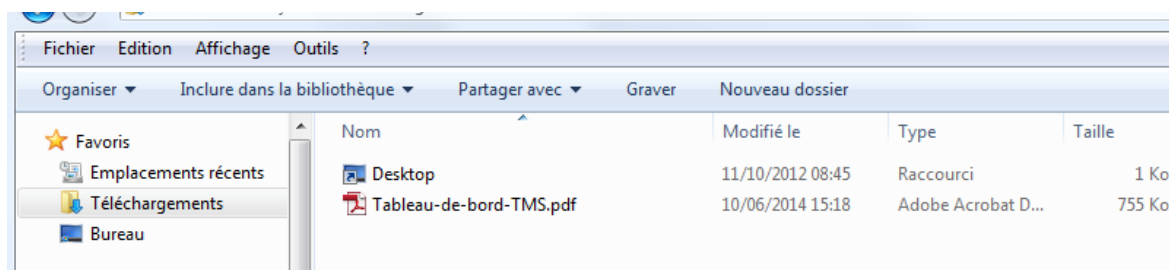 Fichier Edition Affichage Outils ?
Organiser Inclure dans la bibliothèque Partager avec Graver Nouveau dossier
Favoris
Emplacements récents
Téléchargements
Bureau
Nom Modifié le Type Taille
Desktop 11/10/2012 08:45 Raccourci 1 Ko
Tableau-de-bord-TMS.pdf 10/06/2014 15:18 Adobe Acrobat D... 755 Ko